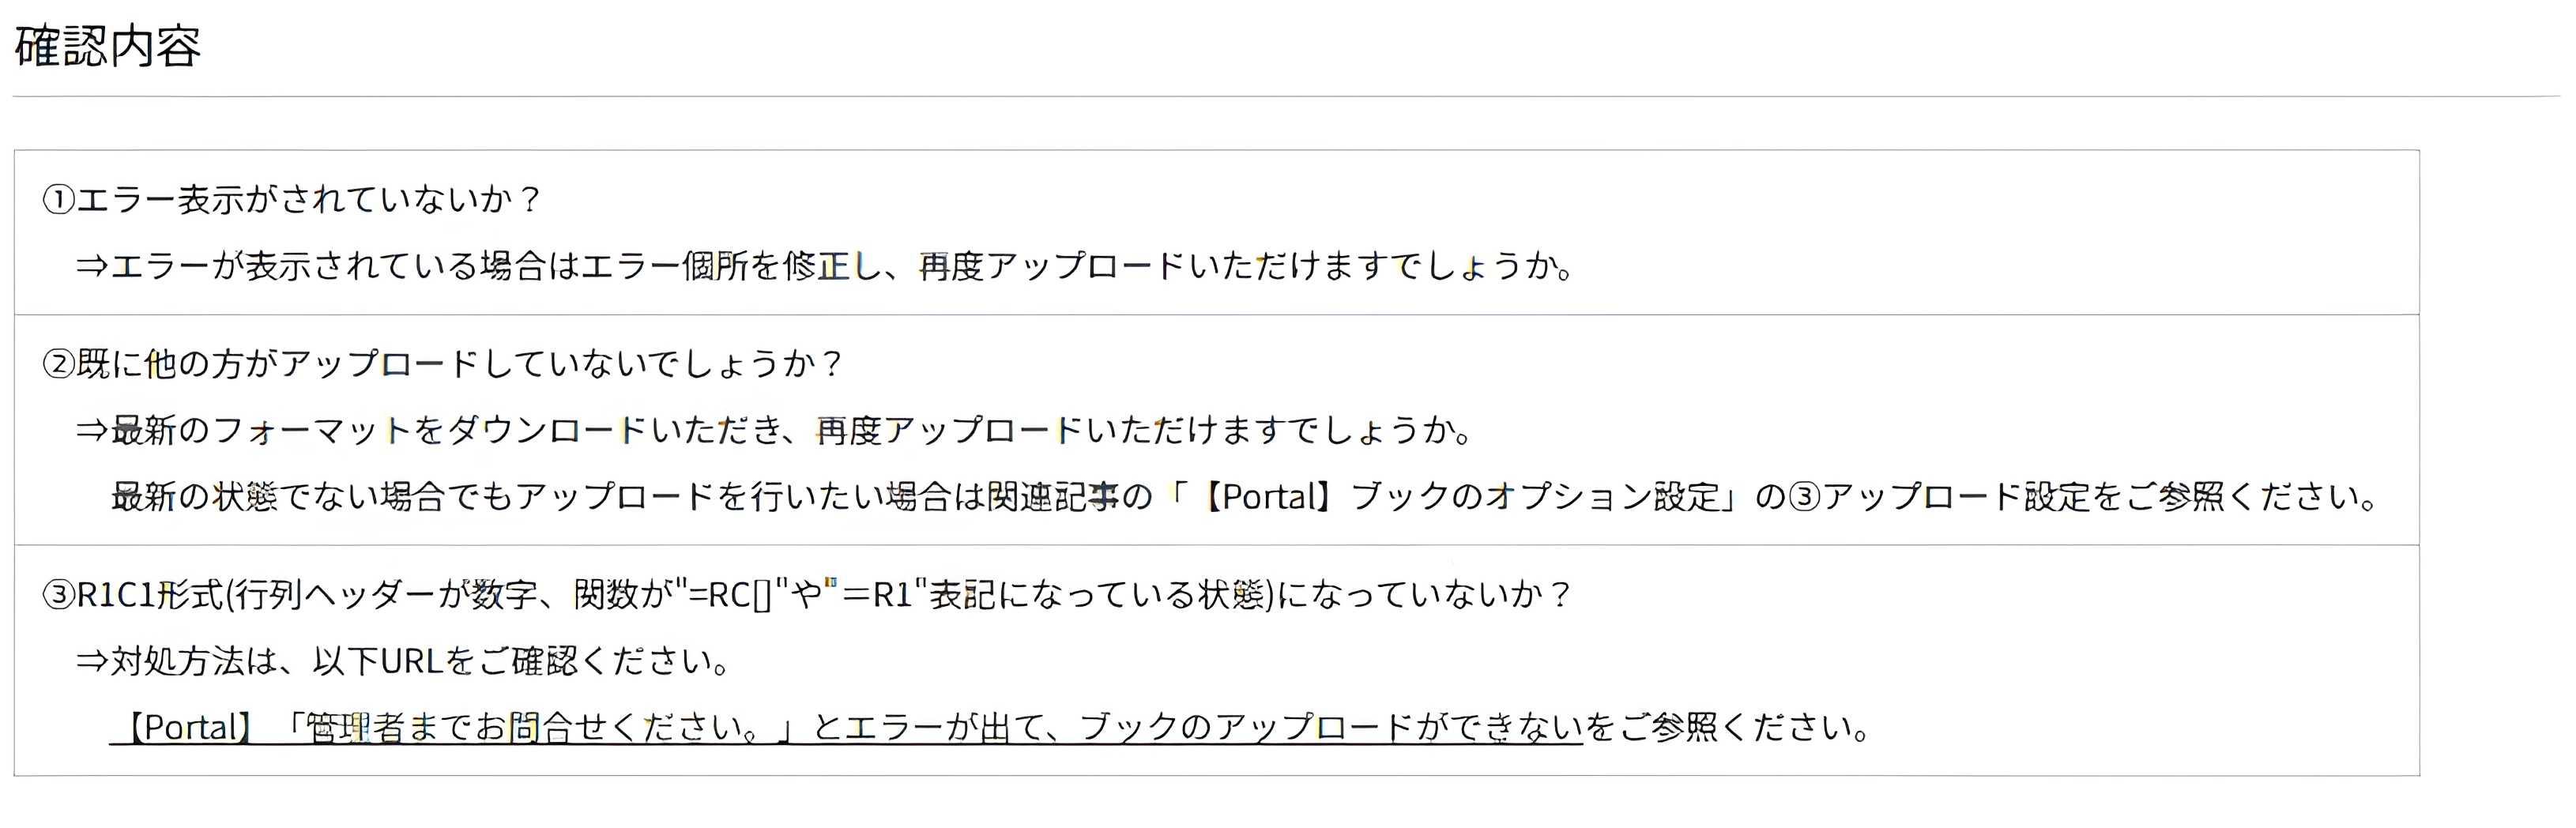 確認内容
①エラー表示がされていないか？
⇒エラーが表示されている場合はエラー個所を修正し、再度アップロードいただけますでしょうか。
②既に他の方がアップロードしていないでしょうか？
⇒最新のフォーマットをダウンロードいただき、再度アップロードいただけますでしょうか。
最新の状態でない場合でもアップロードを行いたい場合は関連記事の「【Portal】ブックのオプション設定」の③アップロード設定をご参照ください。
③R1C1形式(行列ヘッダーが数字、関数が"=RC[]"や"＝R1"表記になっている状態)になっていないか？
⇒対処方法は、以下URLをご確認ください。
【Portal】「管理者までお問合せください。」とエラーが出て、ブックのアップロードができないをご参照ください。